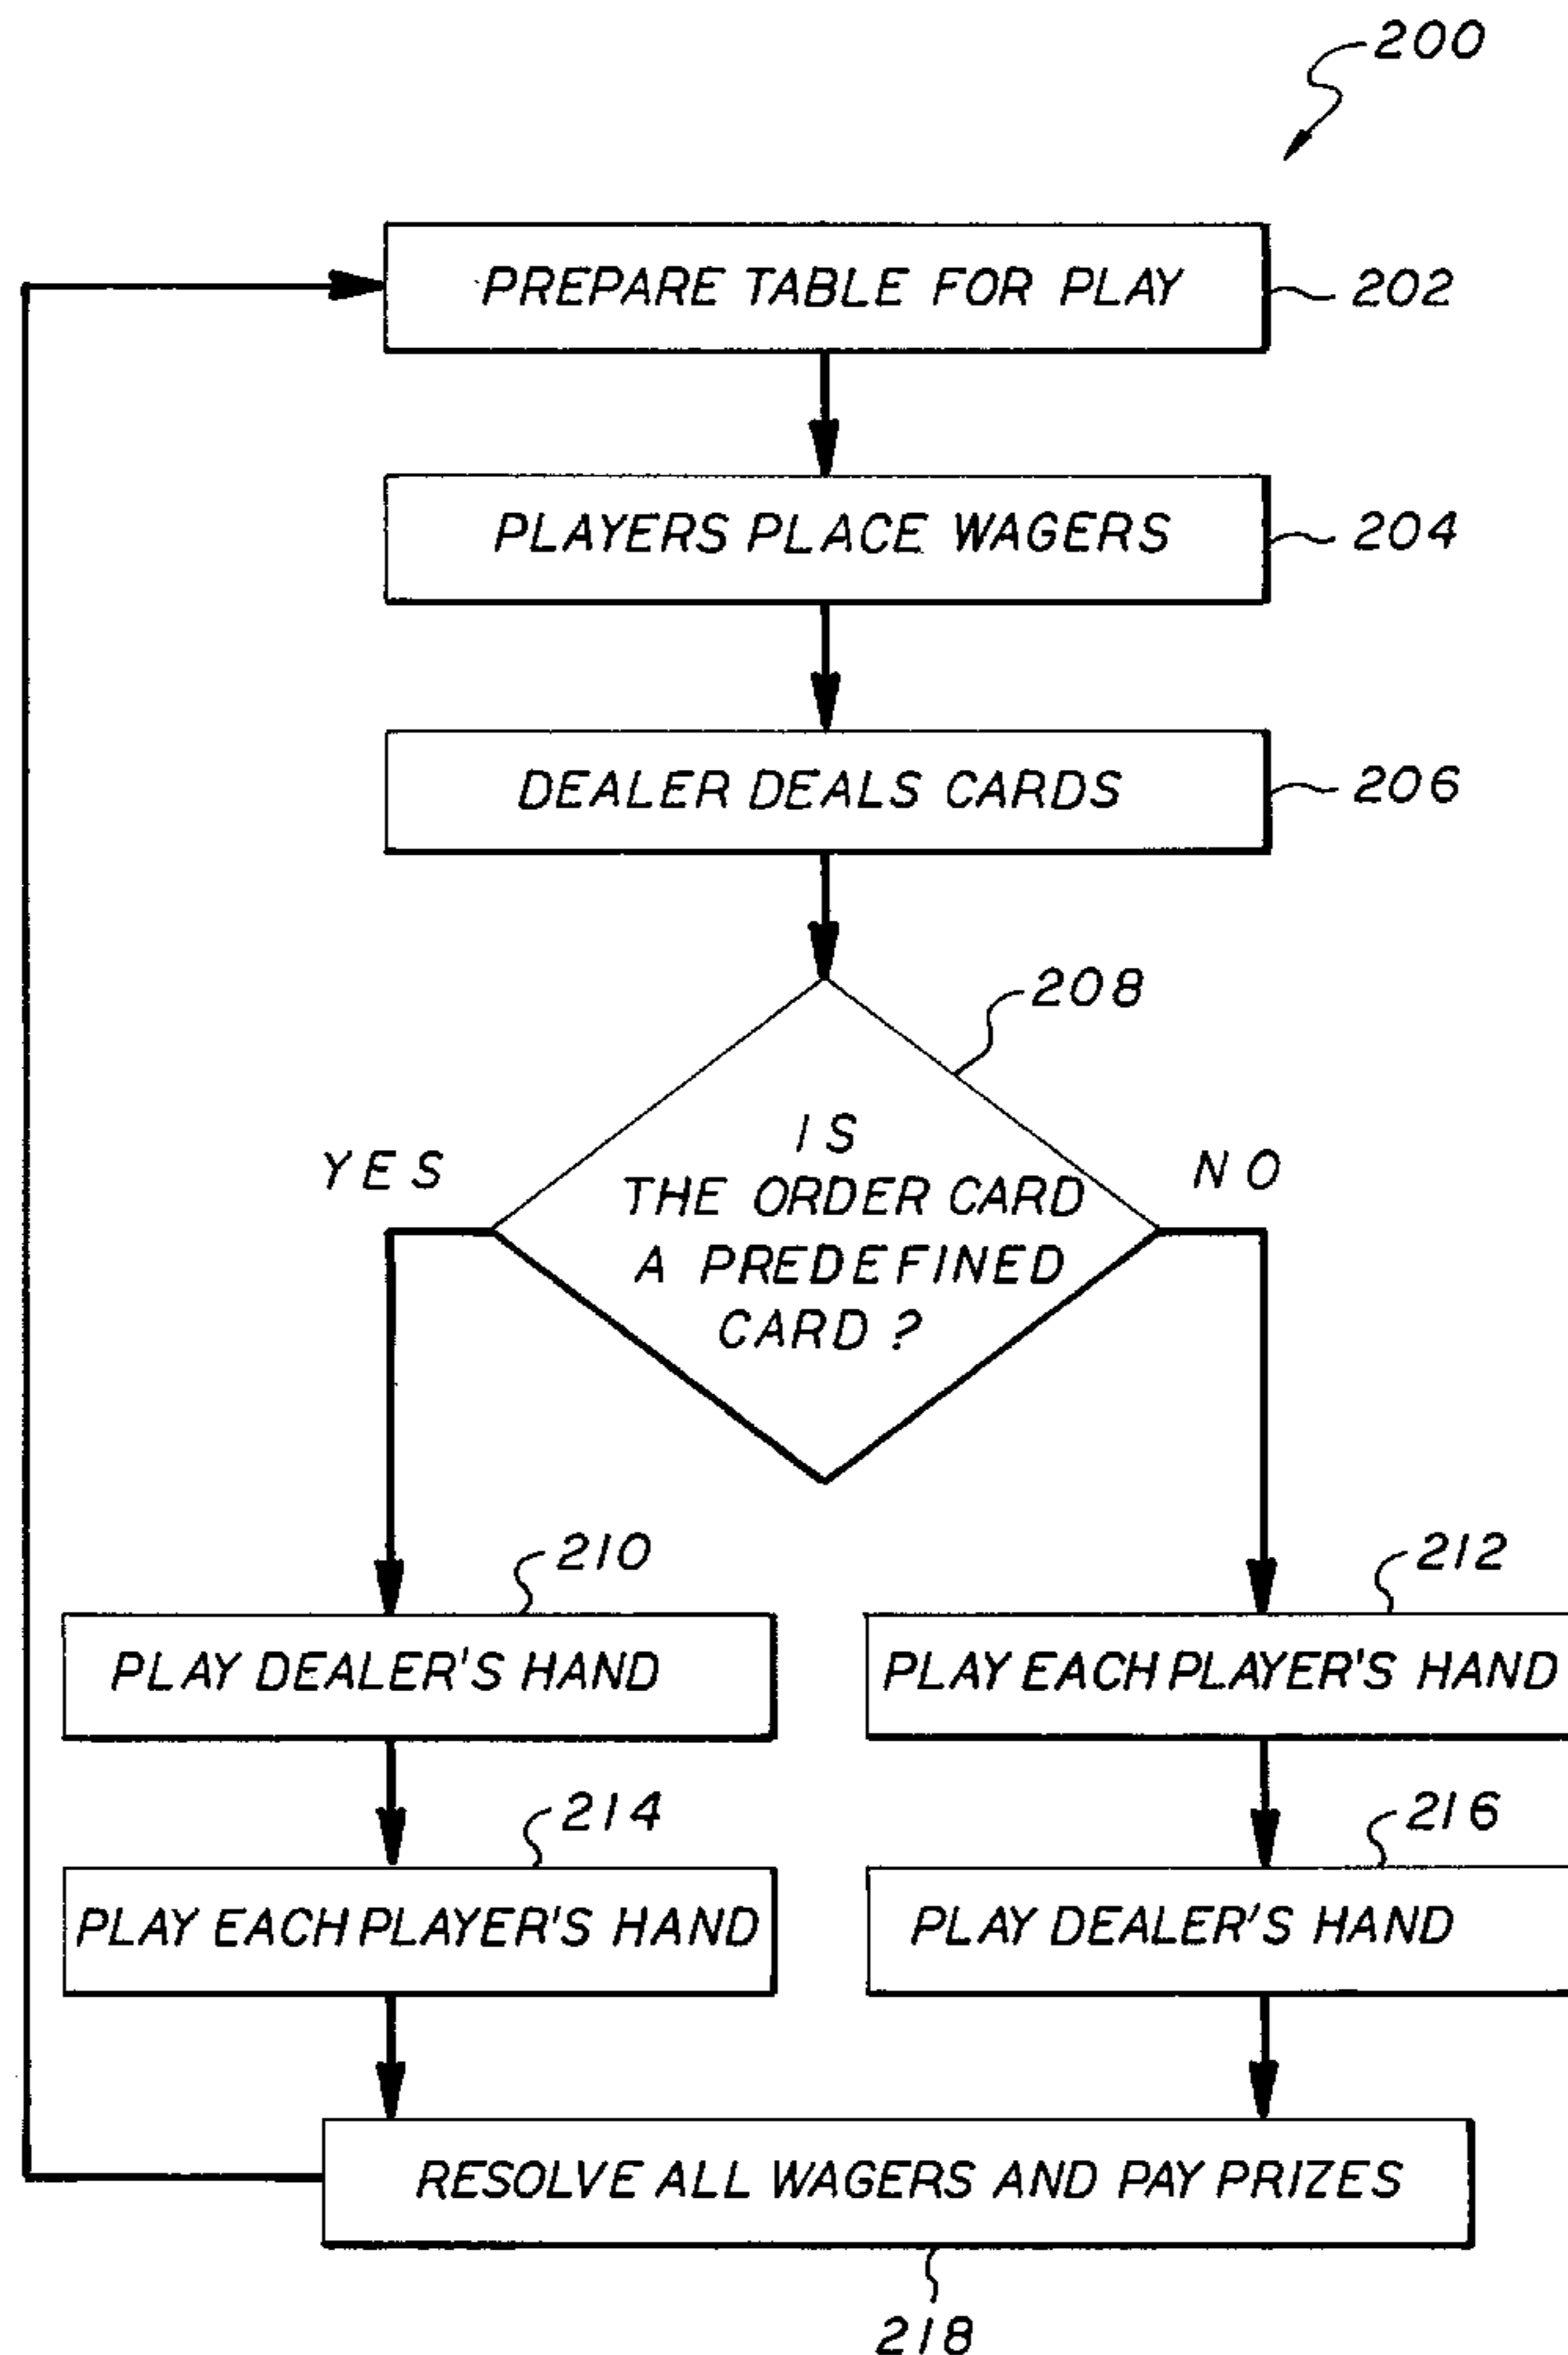 200
PREPARE TABLE FOR PLAY
202
PLAYERS PLACE WAGERS
204
DEALER DEALS CARDS
206
208
IS
THE ORDER CARD
A PREDEFINED
CARD?
YES
NO
210
PLAY DEALER'S HAND
212
PLAY EACH PLAYER'S HAND
214
PLAY EACH PLAYER'S HAND
216
PLAY DEALER'S HAND
RESOLVE ALL WAGERS AND PAY PRIZES
218